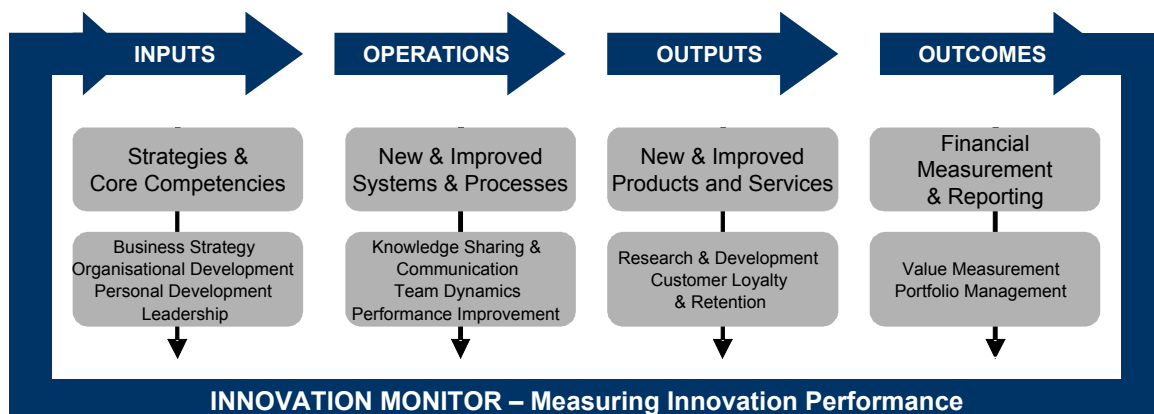 INPUTS
OPERATIONS
OUTPUTS
OUTCOMES
Strategies &
Core Competencies
New & Improved
Systems & Processes
New & Improved
Products and Services
Financial
Measurement
& Reporting
Business Strategy
Organisational Development
Personal Development
Leadership
Knowledge Sharing &
Communication
Team Dynamics
Performance Improvement
Research & Development
Customer Loyalty
& Retention
Value Measurement
Portfolio Management
INNOVATION MONITOR – Measuring Innovation Performance